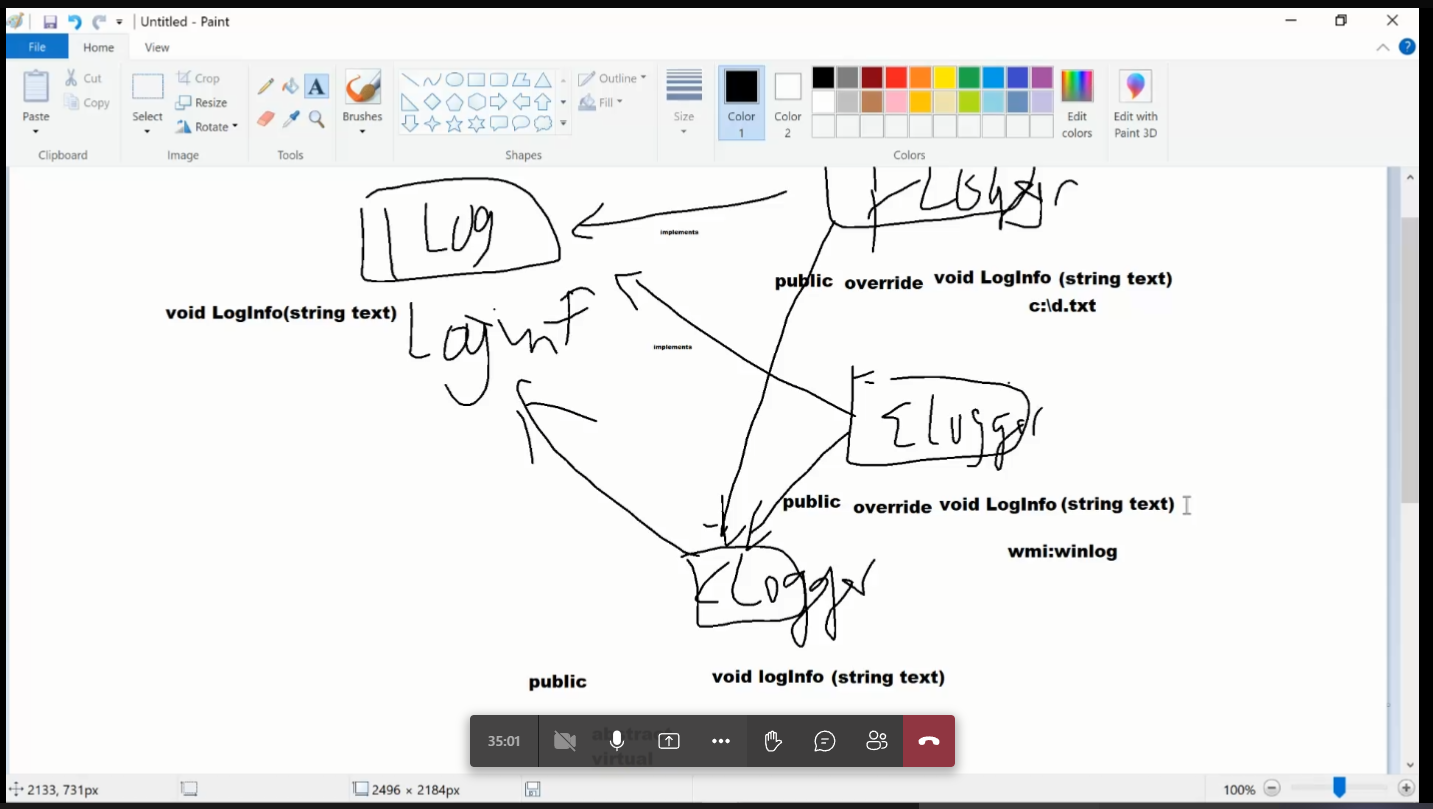 Untitled - Paint
File Home View
Paste
Cut
Copy
Clipboard
Select
Crop
Resize
Rotate
Image
Tools
Brushes
Shapes
Outline
Fill
Size
Color 1
Color 2
Edit colors
Colors
Edit with Paint 3D
ILog
implements
FLogger
public override void LogInfo (string text)
c:\d.txt
void LogInfo(string text)
LogInf
implements
ELogger
public override void LogInfo (string text)
wmi:winlog
Logger
public void logInfo (string text)
virtual
35:01
2133, 731px
2496 × 2184px
100%